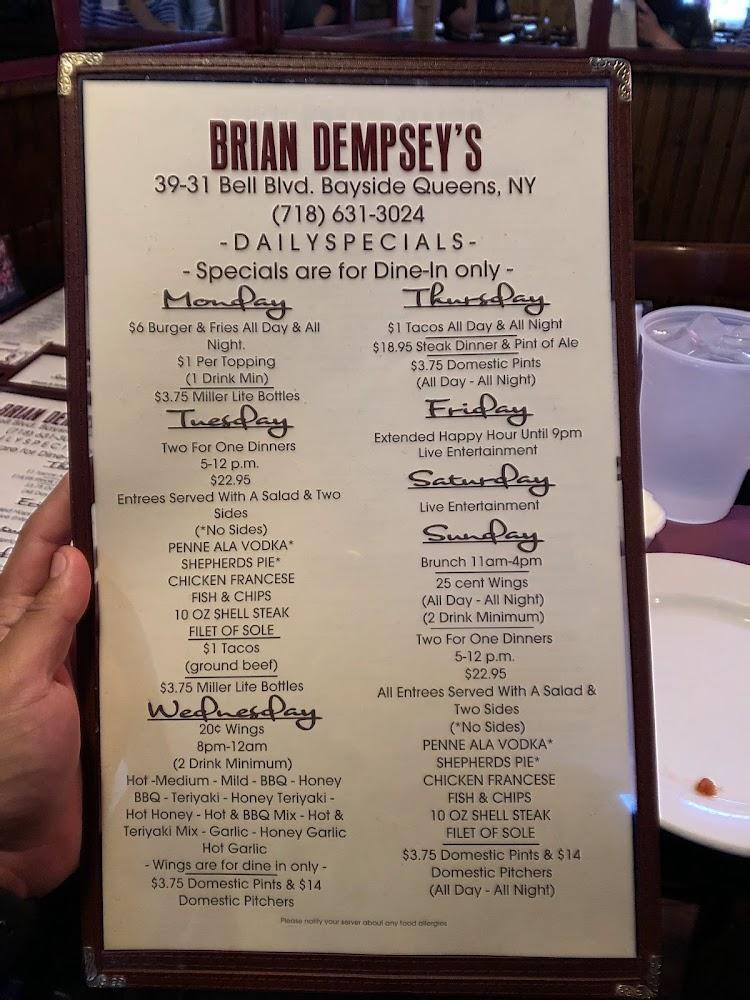 BRIAN DEMPSEY'S
39-31 Bell Blvd. Bayside Queens, NY
(718) 631-3024
-DAILYSPECIALS-
- Specials are for Dine-In only -
Monday
$6 Burger & Fries All Day & All
Night.
$1 Per Topping
(1 Drink Min)
$3.75 Miller Lite Bottles
Tuesday
Two For One Dinners
5-12 p.m.
$22.95
Entrees Served With A Salad & Two
Sides
(*No Sides)
PENNE ALA VODKA*
SHEPHERDS PIE*
CHICKEN FRANCESE
FISH & CHIPS
10 OZ SHELL STEAK
FILET OF SOLE
$1 Tacos
(ground beef)
$3.75 Miller Lite Bottles
Wednesday
20¢ Wings
8pm-12am
(2 Drink Minimum)
Hot -Medium - Mild - BBQ - Honey
BBQ - Teriyaki - Honey Teriyaki -
Hot Honey - Hot & BBQ Mix - Hot &
Teriyaki Mix - Garlic - Honey Garlic
Hot Garlic
- Wings are for dine in only -
$3.75 Domestic Pints & $14
Domestic Pitchers
Thursday
$1 Tacos All Day & All Night
$18.95 Steak Dinner & Pint of Ale
$3.75 Domestic Pints
(All Day - All Night)
Friday
Extended Happy Hour Until 9pm
Live Entertainment
Saturday
Live Entertainment
Sunday
Brunch 11am-4pm
25 cent Wings
(All Day - All Night)
(2 Drink Minimum)
Two For One Dinners
5-12 p.m.
$22.95
All Entrees Served With A Salad &
Two Sides
(*No Sides)
PENNE ALA VODKA*
SHEPHERDS PIE*
CHICKEN FRANCESE
FISH & CHIPS
10 OZ SHELL STEAK
FILET OF SOLE
$3.75 Domestic Pints & $14
Domestic Pitchers
(All Day - All Night)
Please notify your server about any food allergies